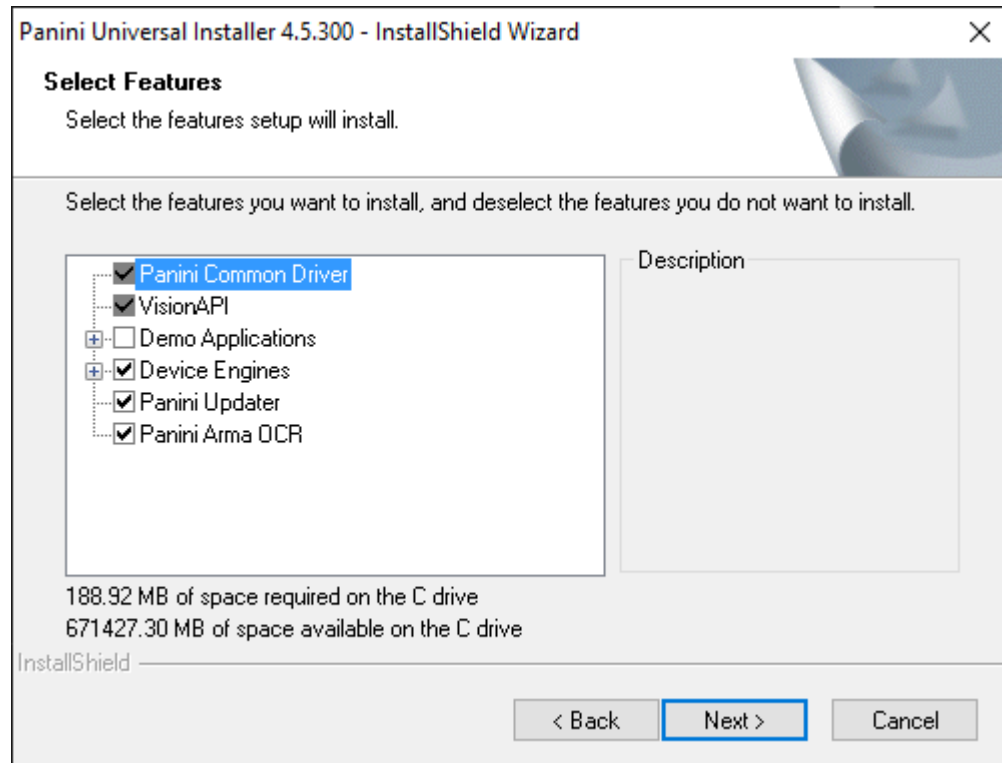 Panini Universal Installer 4.5.300 - InstallShield Wizard
Select Features
Select the features setup will install.
Select the features you want to install, and deselect the features you do not want to install.
Panini Common Driver
VisionAPI
Demo Applications
Device Engines
Panini Updater
Panini Arma OCR
Description
188.92 MB of space required on the C drive
671427.30 MB of space available on the C drive
InstallShield
< Back
Next >
Cancel